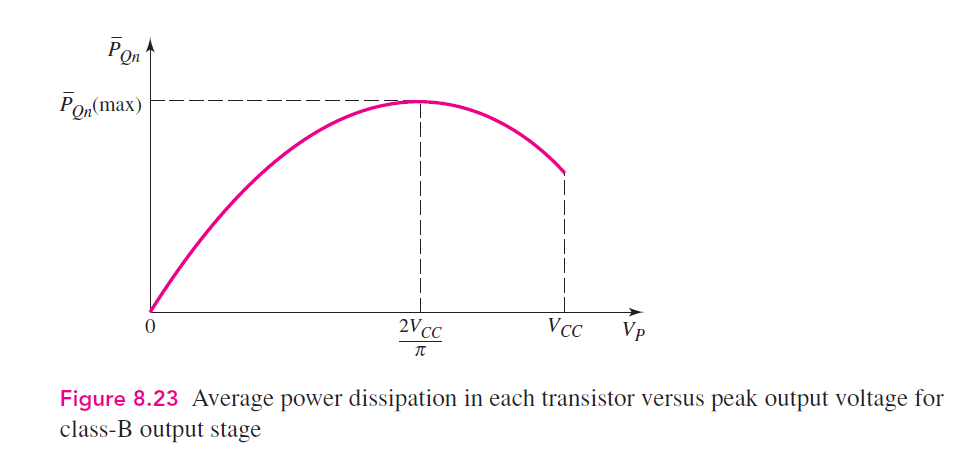 P̄Qn
P̄Qn(max)
0
2VCC
π
VCC
VP
Figure 8.23 Average power dissipation in each transistor versus peak output voltage for
class-B output stage